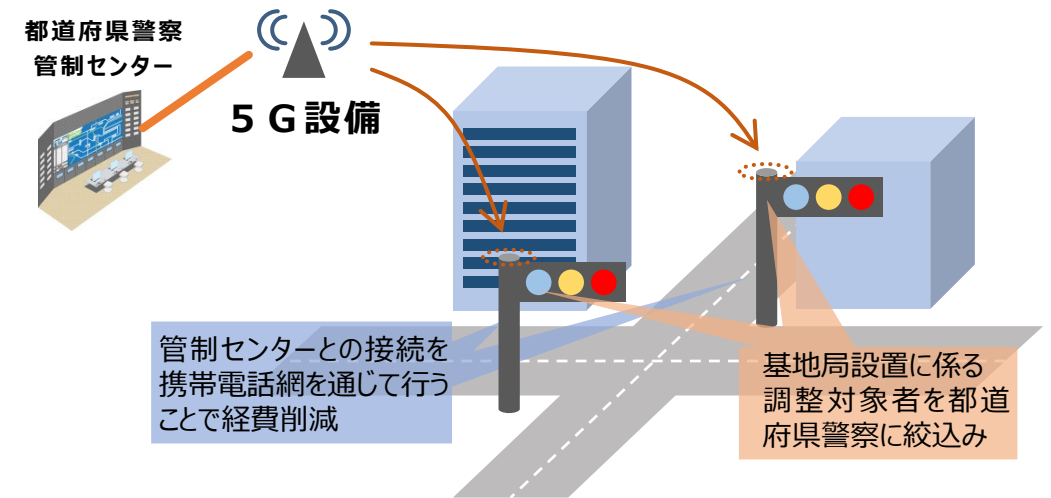 都道府県警察
管制センター
５Ｇ設備
管制センターとの接続を
携帯電話網を通じて行う
ことで経費削減
基地局設置に係る
調整対象者を都道
府県警察に絞込み